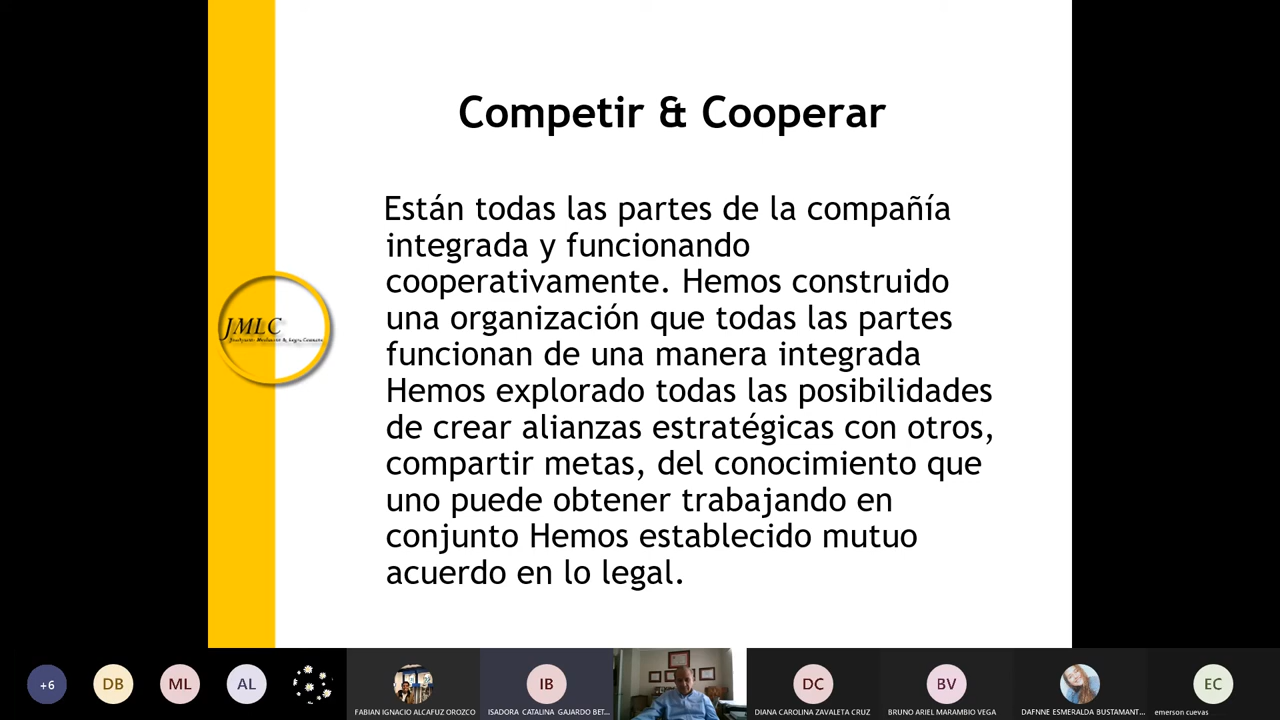 Competir & Cooperar
Están todas las partes de la compañía
integrada y funcionando
cooperativamente. Hemos construido
una organización que todas las partes
funcionan de una manera integrada
Hemos explorado todas las posibilidades
de crear alianzas estratégicas con otros,
compartir metas, del conocimiento que
uno puede obtener trabajando en
conjunto Hemos establecido mutuo
acuerdo en lo legal.
JMLC
+6
DB
ML
AL
IB
DC
BV
EC
FABIAN IGNACIO ALCAFUZ OROZCO
ISADORA CATALINA GAJARDO BET...
DIANA CAROLINA ZAVALETA CRUZ
BRUNO ARIEL MARAMBIO VEGA
DAFNNE ESMERALDA BUSTAMANT...
emerson cuevas